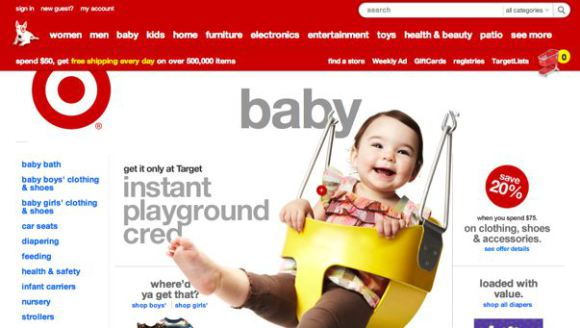 sign in new guest? my account
search all categories
women men baby kids home furniture electronics entertainment toys health & beauty patio see more
spend $50, get free shipping every day on over 500,000 items
find a store Weekly Ad GiftCards registries TargetLists 0
®
baby
baby bath
baby boys' clothing
& shoes
baby girls' clothing
& shoes
car seats
diapering
feeding
health & safety
infant carriers
nursery
strollers
get it only at Target
instant
playground
cred
where'd
ya get that?
shop boys' shop girls'
save
20%
when you spend $75.
on clothing, shoes
& accessories.
see offer details
loaded with
value.
shop all diapers